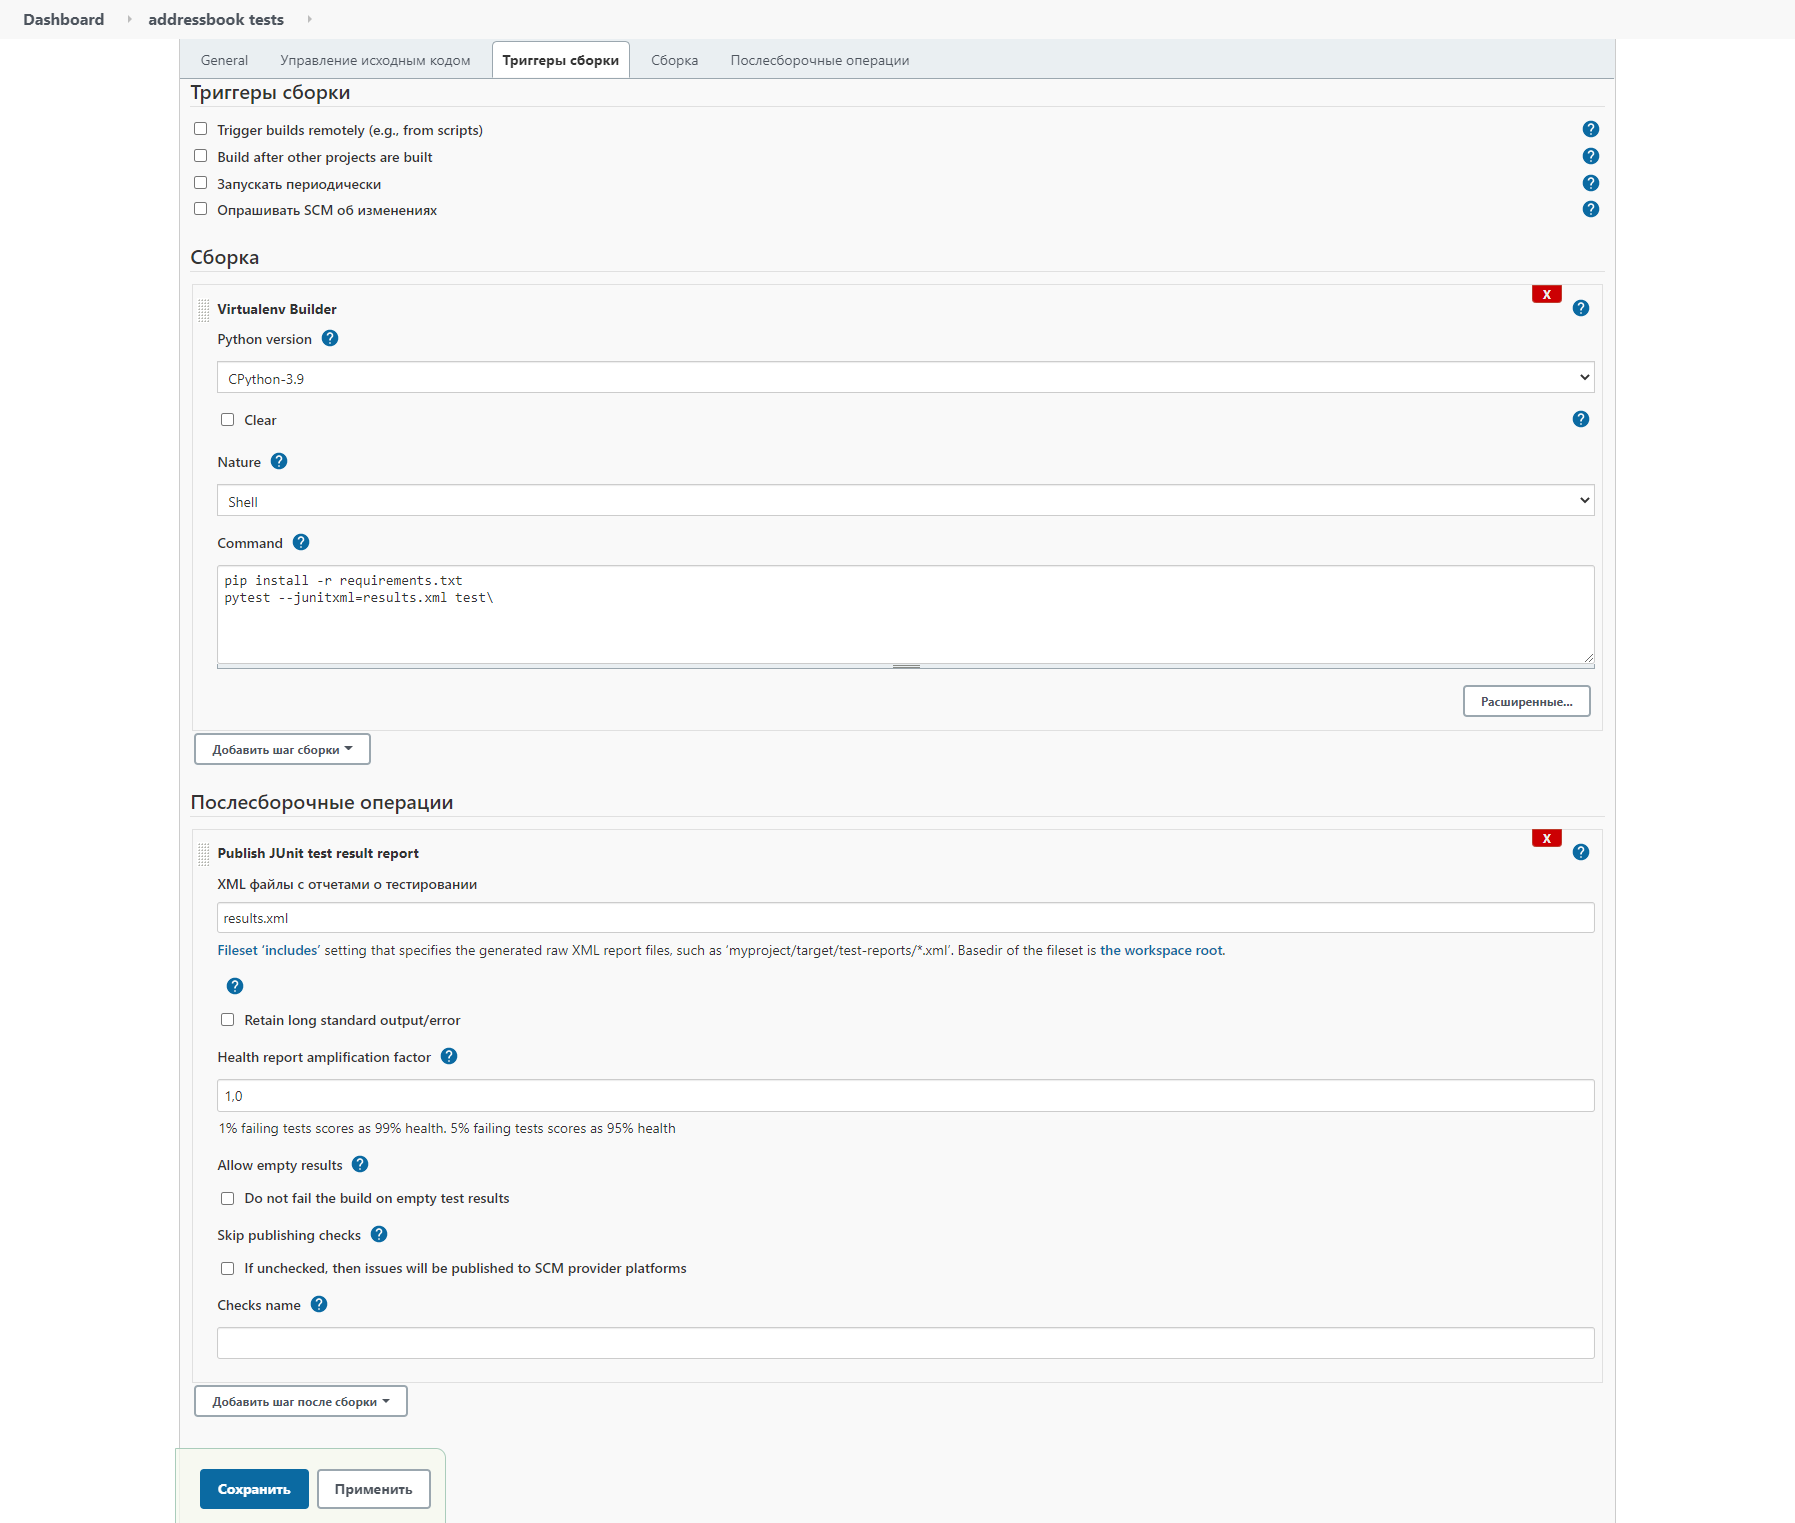 Dashboard addressbook tests
General Управление исходным кодом Триггеры сборки Сборка Послесборочные операции
Триггеры сборки
Trigger builds remotely (e.g., from scripts) ?
Build after other projects are built ?
Запускать периодически ?
Опрашивать SCM об изменениях ?
Сборка
X
Virtualenv Builder ?
Python version ?
CPython-3.9
Clear ?
Nature ?
Shell
Command ?
pip install -r requirements.txt
pytest --junitxml=results.xml test\
Расширенные...
Добавить шаг сборки
Послесборочные операции
X
Publish JUnit test result report ?
XML файлы с отчетами о тестировании
results.xml
Fileset ‘includes’ setting that specifies the generated raw XML report files, such as ‘myproject/target/test-reports/*.xml’. Basedir of the fileset is the workspace root.
?
Retain long standard output/error
Health report amplification factor ?
1,0
1% failing tests scores as 99% health. 5% failing tests scores as 95% health
Allow empty results ?
Do not fail the build on empty test results
Skip publishing checks ?
If unchecked, then issues will be published to SCM provider platforms
Checks name ?
Добавить шаг после сборки
Сохранить Применить